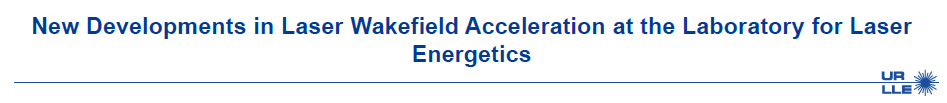 New Developments in Laser Wakefield Acceleration at the Laboratory for Laser
Energetics
UR
LLE